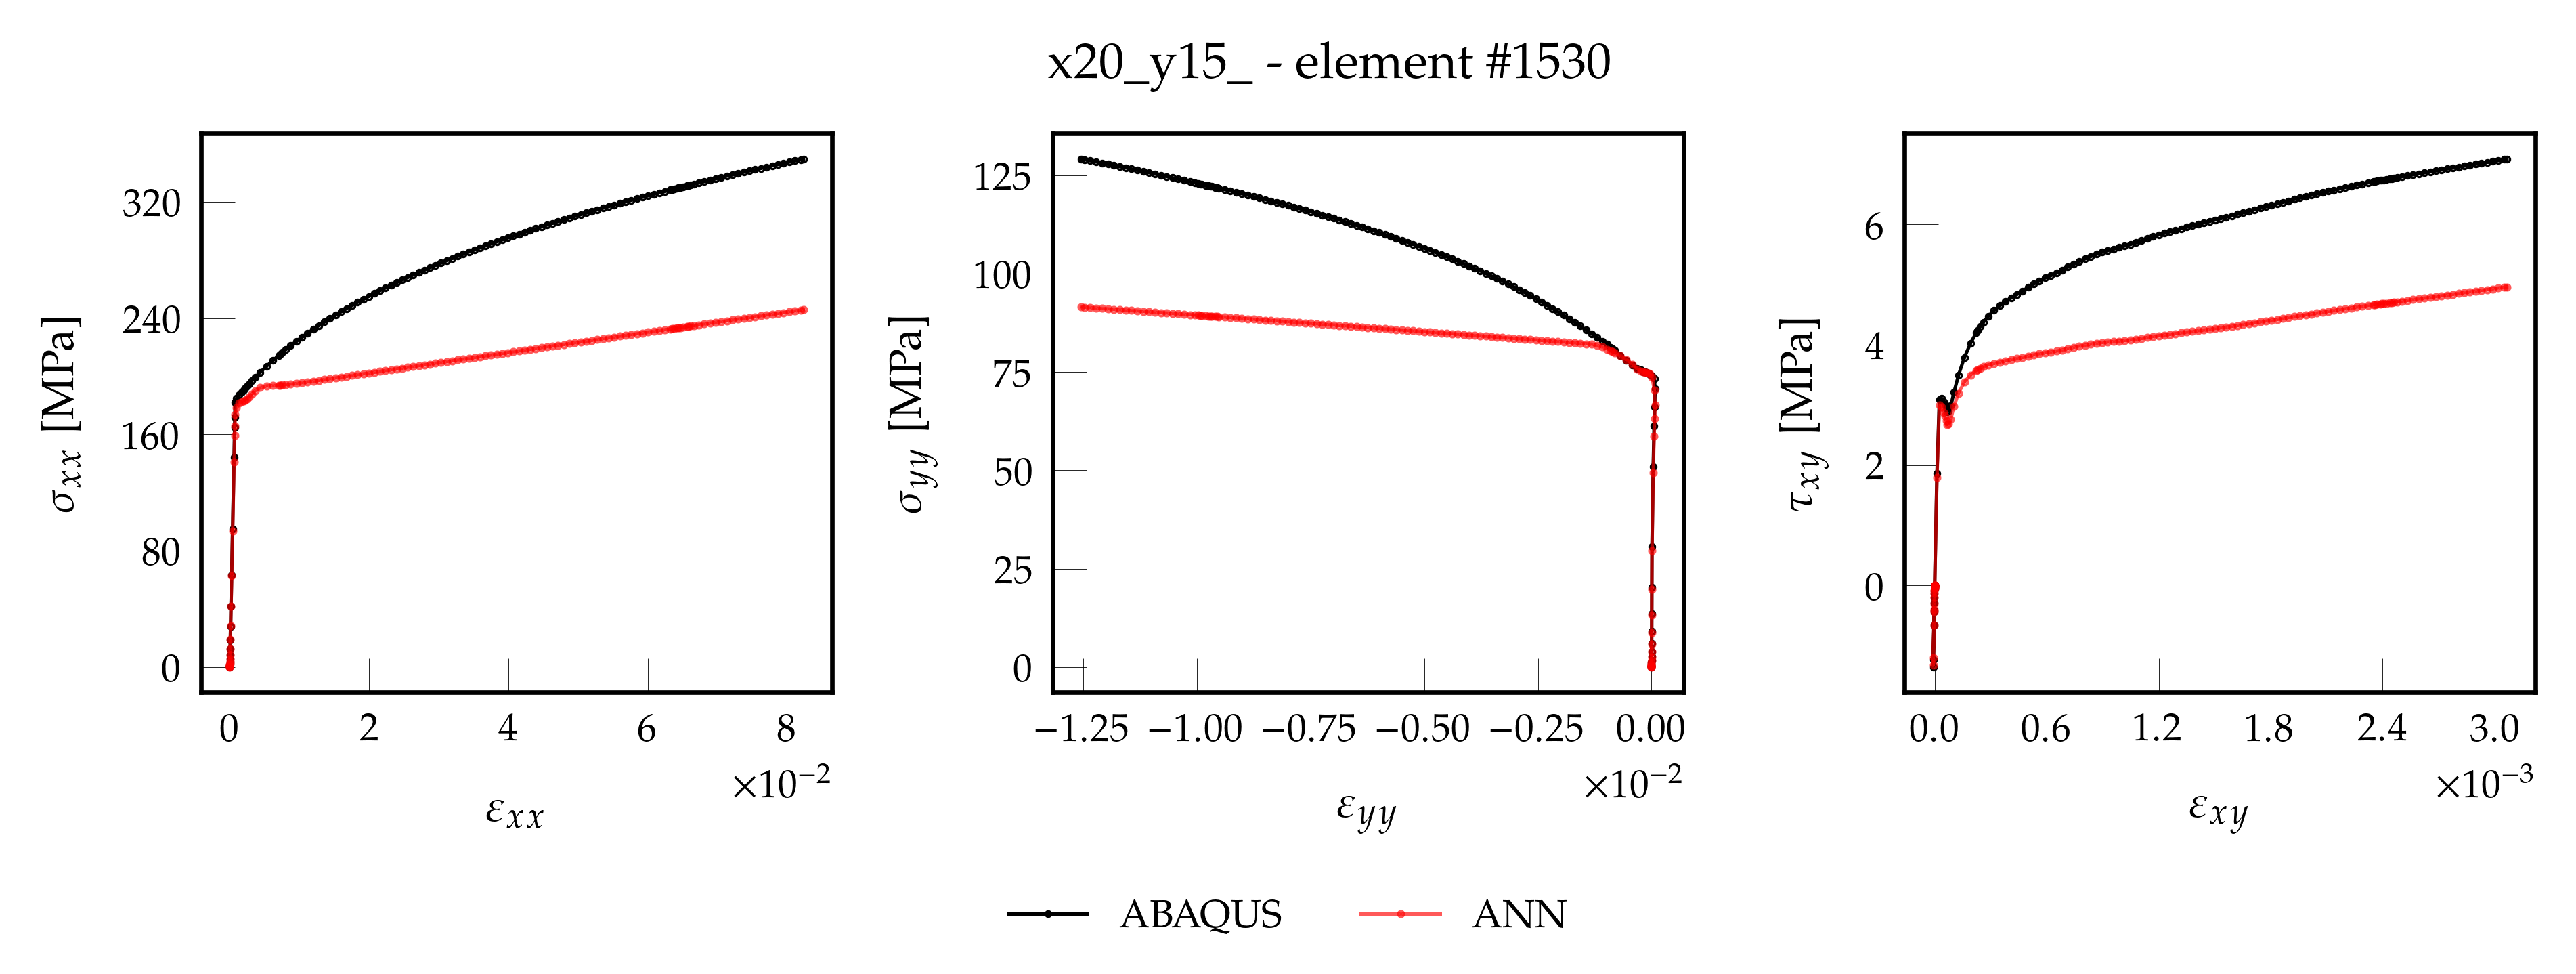 x20_y15_ - element #1530
σxx [MPa]
320
240
160
80
0
0 2 4 6 8
×10−2
εxx
σyy [MPa]
125
100
75
50
25
0
−1.25 −1.00 −0.75 −0.50 −0.25 0.00
×10−2
εyy
τxy [MPa]
6
4
2
0
0.0 0.6 1.2 1.8 2.4 3.0
×10−3
εxy
ABAQUS ANN